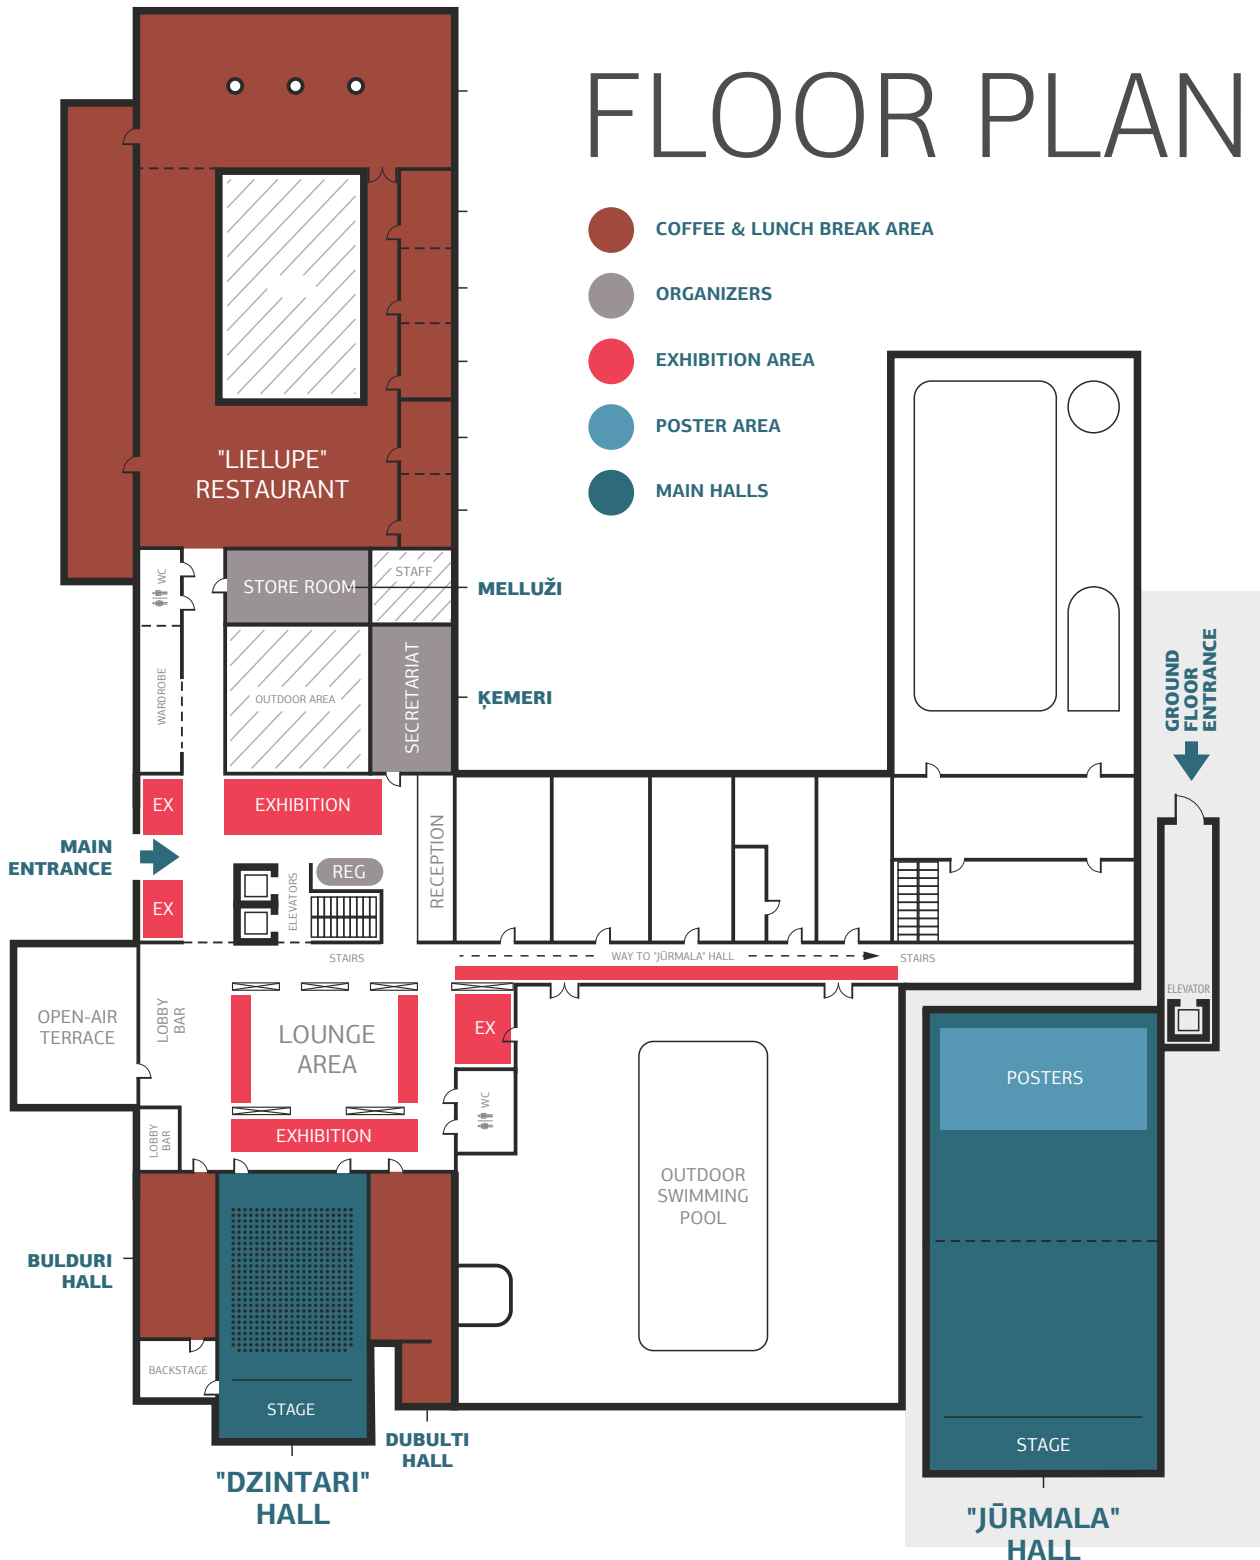 FLOOR PLAN
COFFEE & LUNCH BREAK AREA
ORGANIZERS
EXHIBITION AREA
POSTER AREA
MAIN HALLS
"LIELUPE"
RESTAURANT
WC
STORE ROOM
STAFF
MELLUŽI
WARDROBE
OUTDOOR AREA
SECRETARIAT
ĶEMERI
GROUND
FLOOR
ENTRANCE
EX
EXHIBITION
MAIN
ENTRANCE
REG
ELEVATORS
RECEPTION
EX
STAIRS
WAY TO "JŪRMALA" HALL
STAIRS
ELEVATOR
OPEN-AIR
TERRACE
LOBBY
BAR
LOUNGE
AREA
EX
POSTERS
LOBBY
BAR
EXHIBITION
WC
OUTDOOR
SWIMMING
POOL
BULDURI
HALL
BACKSTAGE
STAGE
DUBULTI
HALL
STAGE
"DZINTARI"
HALL
"JŪRMALA"
HALL